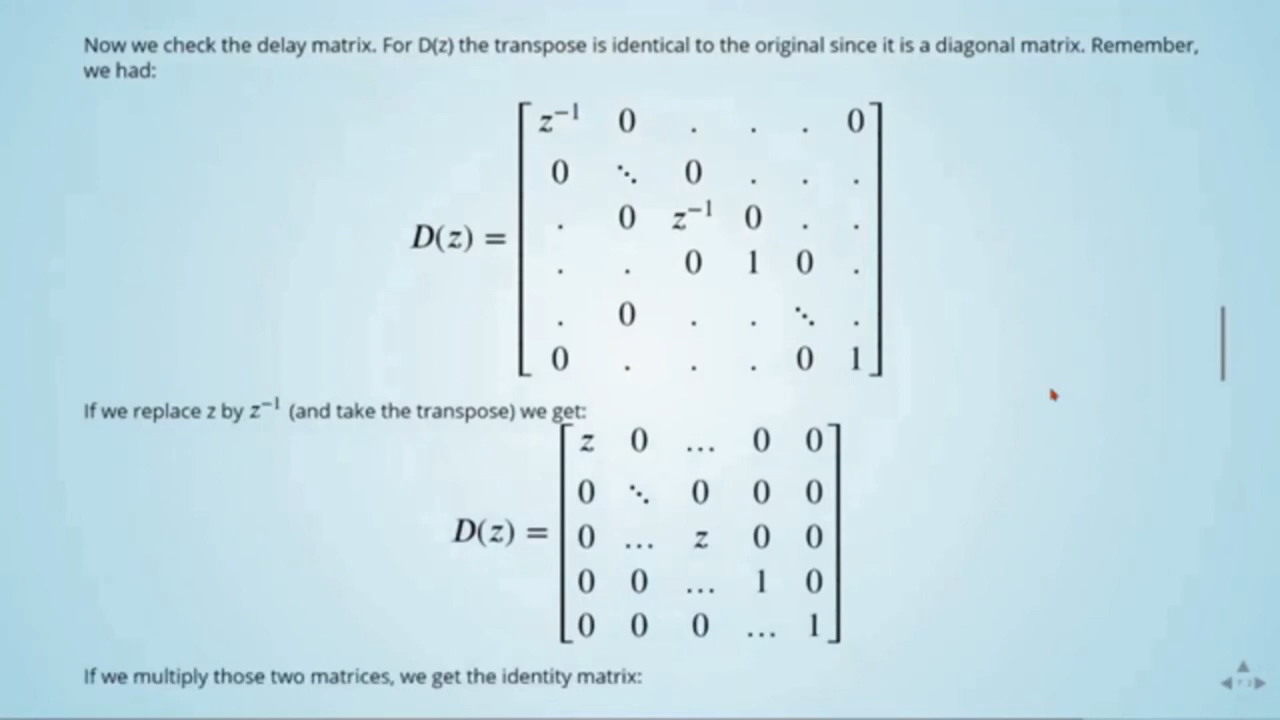 Now we check the delay matrix. For D(z) the transpose is identical to the original since it is a diagonal matrix. Remember,
we had:
z⁻¹ 0 . . . 0
0 ⋱ 0 . . .
. 0 z⁻¹ 0 . .
D(z) =
. . 0 1 0 .
. 0 . . ⋱ .
0 . . . 0 1
If we replace z by z⁻¹ (and take the transpose) we get:
z 0 … 0 0
0 ⋱ 0 0 0
D(z) = 0 … z 0 0
0 0 … 1 0
0 0 0 … 1
If we multiply those two matrices, we get the identity matrix: